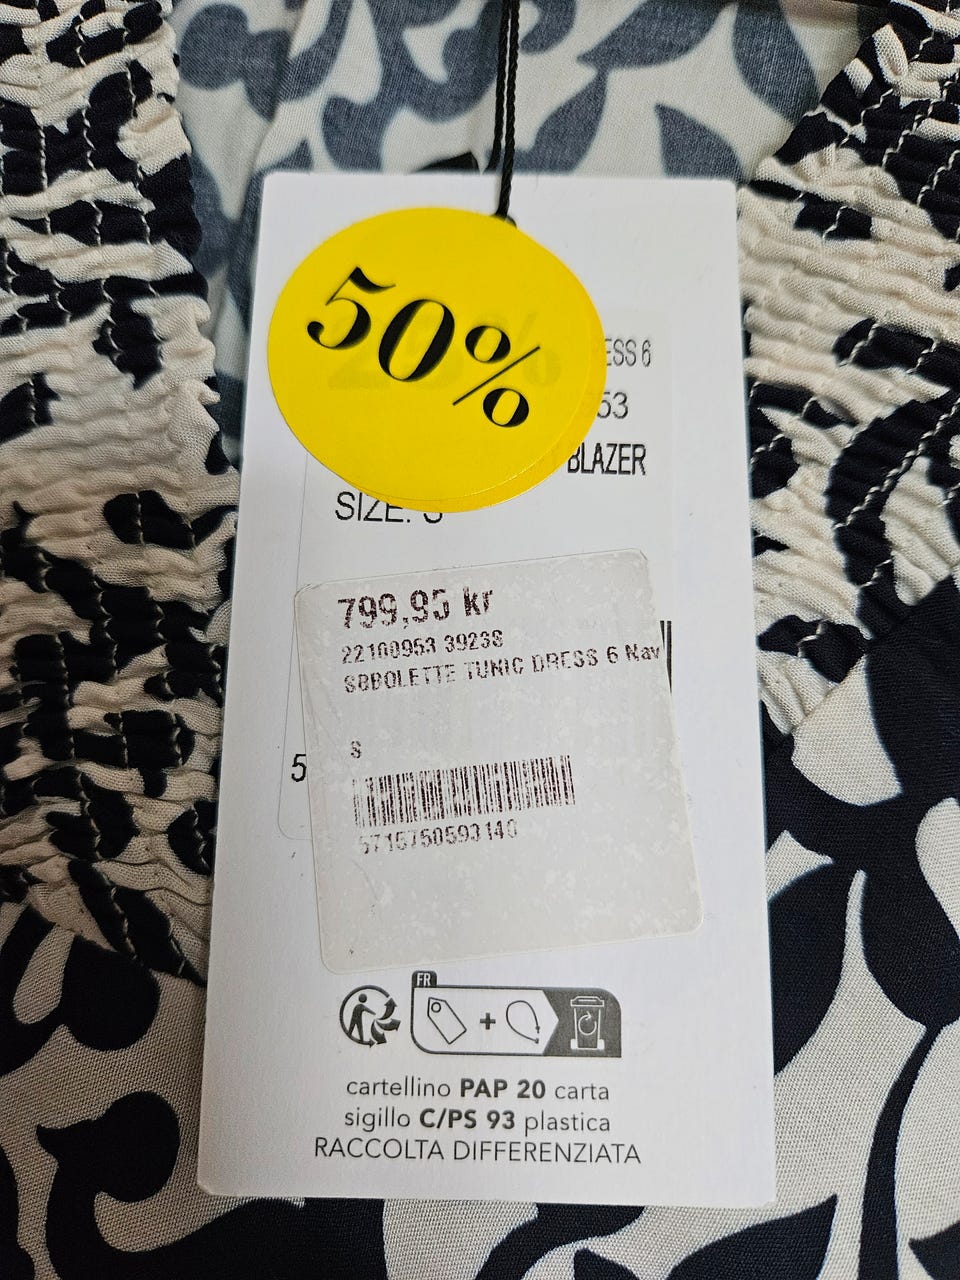 50%
ESS 6
53
BLAZER
SIZE: S
799,95 kr
22100953 39238
SBBOLETTE TUNIC DRESS 6 Nav
S
5
5715750593140
FR
+
cartellino PAP 20 carta
sigillo C/PS 93 plastica
RACCOLTA DIFFERENZIATA